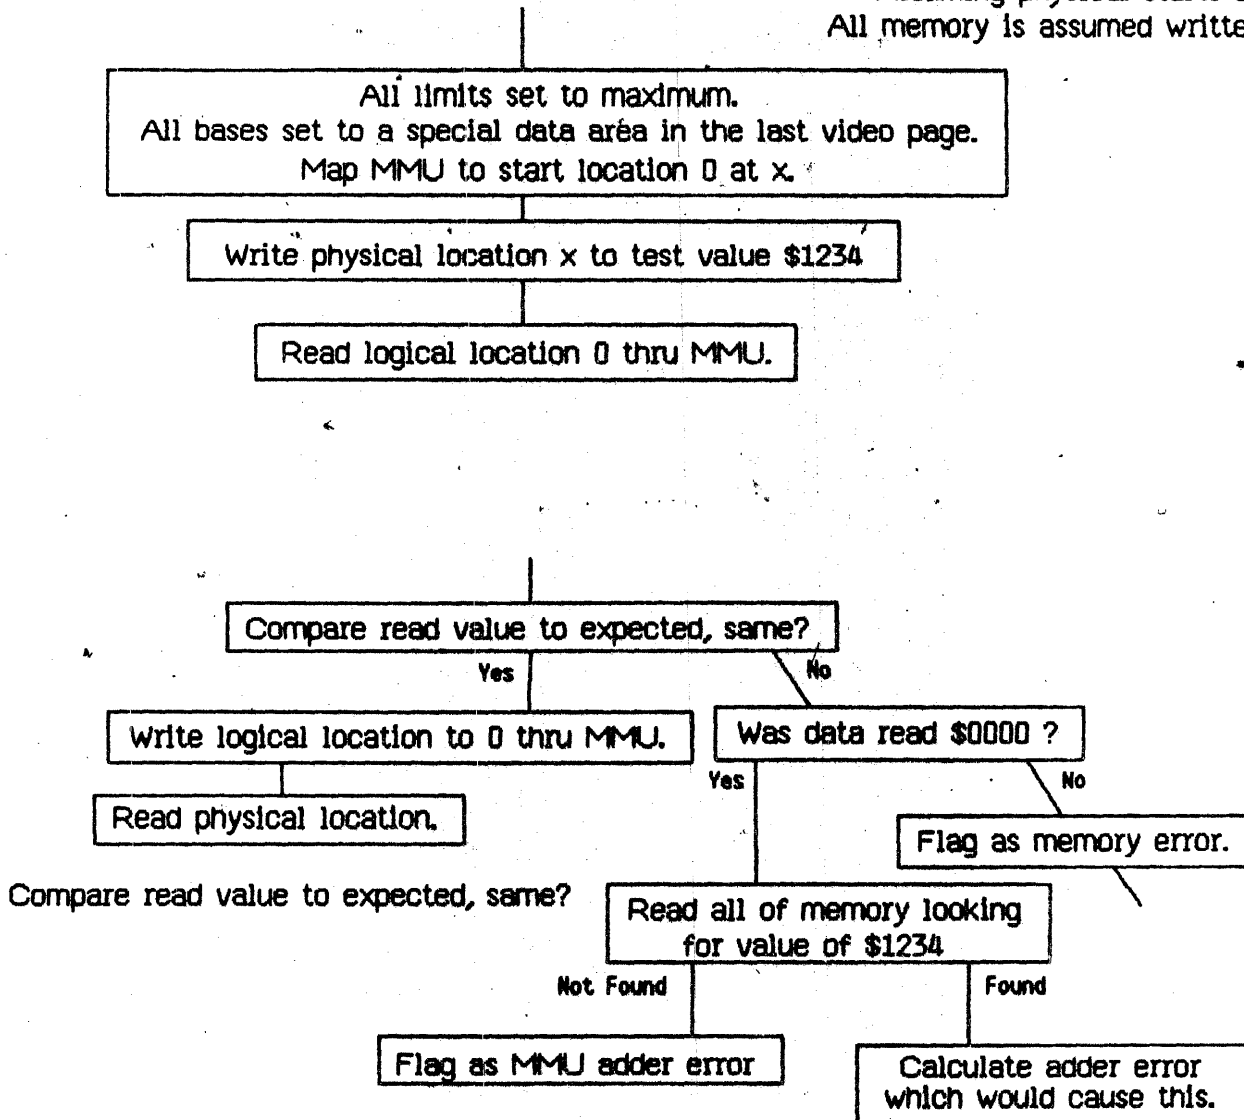 All memory is assumed
All limits set to maximum.
All bases set to a special data area in the last video page.
Map MMU to start location 0 at x.
Write physical location x to test value $1234
Read logical location 0 thru MMU.
Compare read value to expected, same?
Yes
No
Write logical location to 0 thru MMU.
Was data read $0000 ?
Yes
No
Read physical location.
Flag as memory error.
Compare read value to expected, same?
Read all of memory looking
for value of $1234
Not Found
Found
Flag as MMU adder error
Calculate adder error
which would cause this.